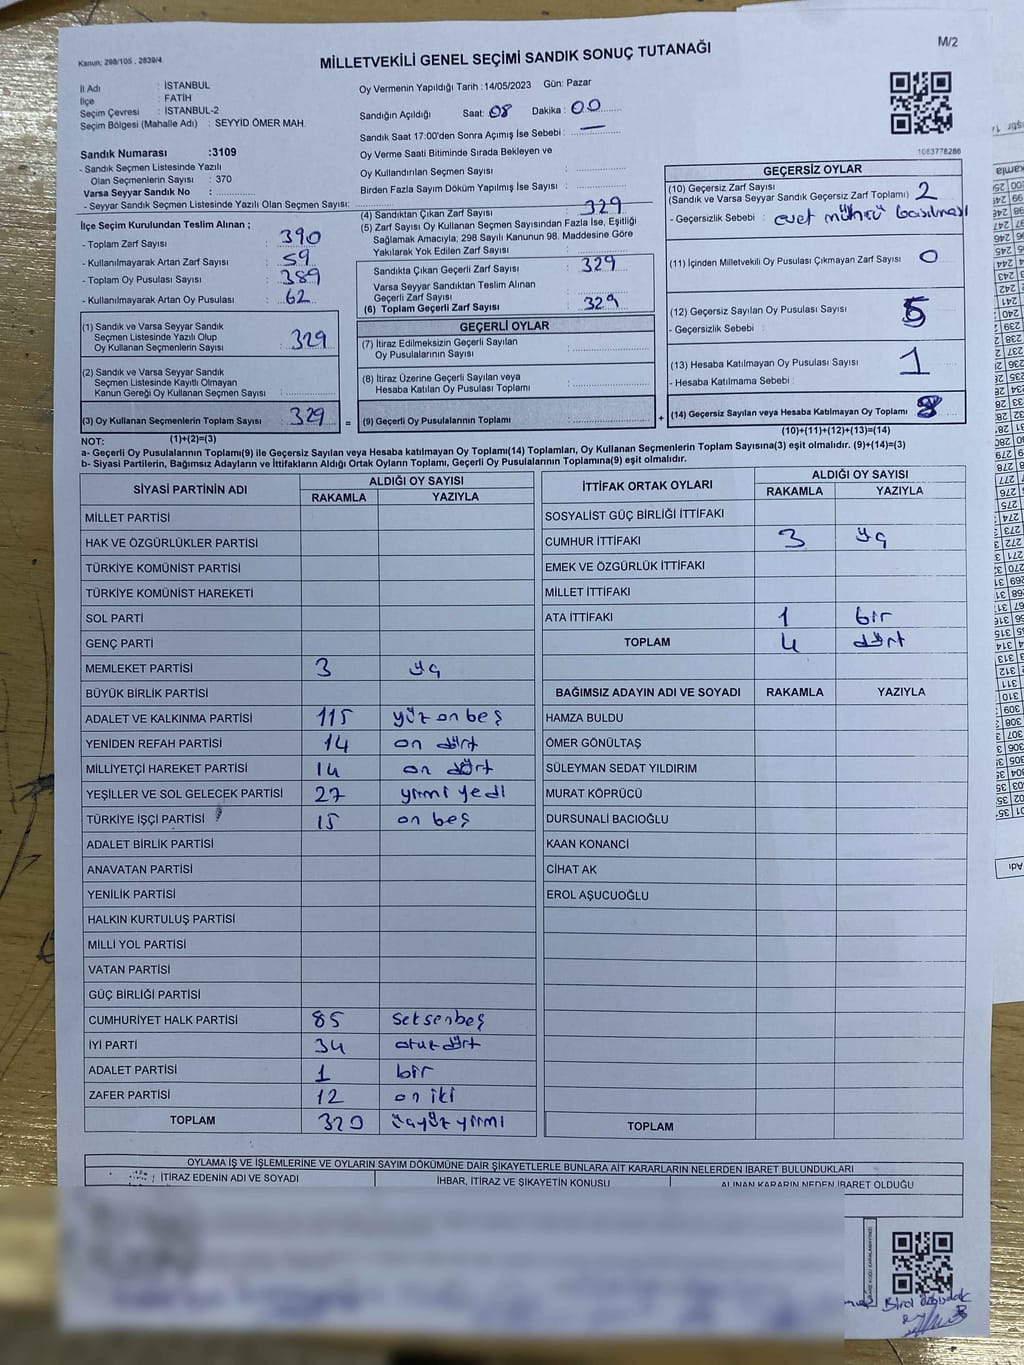 Kanun; 298/105 , 2839/4
MİLLETVEKİLİ GENEL SEÇİMİ SANDIK SONUÇ TUTANAĞI
M/2
İl Adı : İSTANBUL
İlçe : FATİH
Seçim Çevresi : İSTANBUL-2
Seçim Bölgesi (Mahalle Adı) : SEYYİD ÖMER MAH.
Oy Vermenin Yapıldığı Tarih :14/05/2023 Gün: Pazar
Sandığın Açıldığı Saat: 08 Dakika : 00
Sandık Saat 17:00'den Sonra Açımış İse Sebebi : —
Oy Verme Saati Bitiminde Sırada Bekleyen ve
Oy Kullandırılan Seçmen Sayısı :
Birden Fazla Sayım Döküm Yapılmış İse Sayısı :
1083778286
Sandık Numarası :3109
- Sandık Seçmen Listesinde Yazılı
Olan Seçmenlerin Sayısı : 370
Varsa Seyyar Sandık No :
- Seyyar Sandık Seçmen Listesinde Yazılı Olan Seçmen Sayısı:
İlçe Seçim Kurulundan Teslim Alınan ;
- Toplam Zarf Sayısı : 390
- Kullanılmayarak Artan Zarf Sayısı : 59
- Toplam Oy Pusulası Sayısı : 389
- Kullanılmayarak Artan Oy Pusulası : 62
(4) Sandıktan Çıkan Zarf Sayısı : 329
(5) Zarf Sayısı Oy Kullanan Seçmen Sayısından Fazla İse, Eşitliği
Sağlamak Amacıyla; 298 Sayılı Kanunun 98. Maddesine Göre
Yakılarak Yok Edilen Zarf Sayısı :
Sandıkta Çıkan Geçerli Zarf Sayısı : 329
Varsa Seyyar Sandıktan Teslim Alınan
Geçerli Zarf Sayısı :
(6) Toplam Geçerli Zarf Sayısı : 329
GEÇERSİZ OYLAR
(10) Geçersiz Zarf Sayısı
(Sandık ve Varsa Seyyar Sandık Geçersiz Zarf Toplamı) : 2
- Geçersizlik Sebebi : evet mührü basılması
(11) İçinden Milletvekili Oy Pusulası Çıkmayan Zarf Sayısı : 0
(12) Geçersiz Sayılan Oy Pusulası Sayısı : 5
- Geçersizlik Sebebi :
(13) Hesaba Katılmayan Oy Pusulası Sayısı : 1
- Hesaba Katılmama Sebebi :
(14) Geçersiz Sayılan veya Hesaba Katılmayan Oy Toplamı : 8
(10)+(11)+(12)+(13)=(14)
(1) Sandık ve Varsa Seyyar Sandık
Seçmen Listesinde Yazılı Olup
Oy Kullanan Seçmenlerin Sayısı : 329
(2) Sandık ve Varsa Seyyar Sandık
Seçmen Listesinde Kayıtlı Olmayan
Kanun Gereği Oy Kullanan Seçmen Sayısı :
(3) Oy Kullanan Seçmenlerin Toplam Sayısı : 329
(1)+(2)=(3)
GEÇERLİ OYLAR
(7) İtiraz Edilmeksizin Geçerli Sayılan
Oy Pusulalarının Sayısı :
(8) İtiraz Üzerine Geçerli Sayılan veya
Hesaba Katılan Oy Pusulası Toplamı :
= (9) Geçerli Oy Pusulalarının Toplamı : +
NOT:
a- Geçerli Oy Pusulalarının Toplamı(9) ile Geçersiz Sayılan veya Hesaba katılmayan Oy Toplamı(14) Toplamları, Oy Kullanan Seçmenlerin Toplam Sayısına(3) eşit olmalıdır. (9)+(14)=(3)
b- Siyasi Partilerin, Bağımsız Adayların ve İttifakların Aldığı Ortak Oyların Toplamı, Geçerli Oy Pusulalarının Toplamına(9) eşit olmalıdır.
SİYASİ PARTİNİN ADI ALDIĞI OY SAYISI
RAKAMLA YAZIYLA
MİLLET PARTİSİ
HAK VE ÖZGÜRLÜKLER PARTİSİ
TÜRKİYE KOMÜNİST PARTİSİ
TÜRKİYE KOMÜNİST HAREKETİ
SOL PARTİ
GENÇ PARTİ
MEMLEKET PARTİSİ 3 üç
BÜYÜK BİRLİK PARTİSİ
ADALET VE KALKINMA PARTİSİ 115 yüz on beş
YENİDEN REFAH PARTİSİ 14 on dört
MİLLİYETÇİ HAREKET PARTİSİ 14 on dört
YEŞİLLER VE SOL GELECEK PARTİSİ 27 yirmi yedi
TÜRKİYE İŞÇİ PARTİSİ 15 on beş
ADALET BİRLİK PARTİSİ
ANAVATAN PARTİSİ
YENİLİK PARTİSİ
HALKIN KURTULUŞ PARTİSİ
MİLLİ YOL PARTİSİ
VATAN PARTİSİ
GÜÇ BİRLİĞİ PARTİSİ
CUMHURİYET HALK PARTİSİ 85 seksenbeş
İYİ PARTİ 34 otuz dört
ADALET PARTİSİ 1 bir
ZAFER PARTİSİ 12 on iki
TOPLAM 320 üçyüz yirmi
İTTİFAK ORTAK OYLARI ALDIĞI OY SAYISI
RAKAMLA YAZIYLA
SOSYALİST GÜÇ BİRLİĞİ İTTİFAKI
CUMHUR İTTİFAKI 3 üç
EMEK VE ÖZGÜRLÜK İTTİFAKI
MİLLET İTTİFAKI
ATA İTTİFAKI 1 bir
TOPLAM 4 dört
BAĞIMSIZ ADAYIN ADI VE SOYADI RAKAMLA YAZIYLA
HAMZA BULDU
ÖMER GÖNÜLTAŞ
SÜLEYMAN SEDAT YILDIRIM
MURAT KÖPRÜCÜ
DURSUNALİ BACIOĞLU
KAAN KONANCİ
CİHAT AK
EROL AŞUCUOĞLU
TOPLAM
OYLAMA İŞ VE İŞLEMLERİNE VE OYLARIN SAYIM DÖKÜMÜNE DAİR ŞİKAYETLERLE BUNLARA AİT KARARLARIN NELERDEN İBARET BULUNDUKLARI
İTİRAZ EDENİN ADI VE SOYADI İHBAR, İTİRAZ VE ŞİKAYETİN KONUSU ALINAN KARARIN NEDEN İBARET OLDUĞU